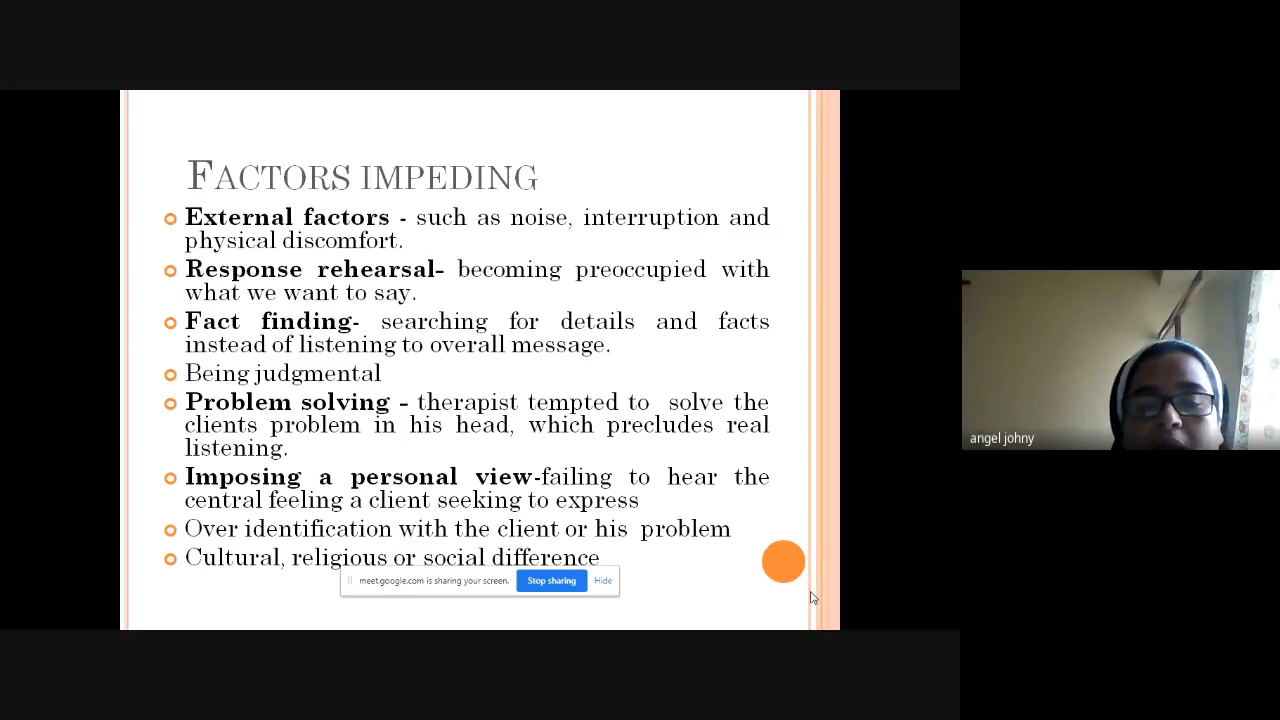 FACTORS IMPEDING
External factors - such as noise, interruption and
physical discomfort.
Response rehearsal- becoming preoccupied with
what we want to say.
Fact finding- searching for details and facts
instead of listening to overall message.
Being judgmental
Problem solving - therapist tempted to solve the
clients problem in his head, which precludes real
listening.
Imposing a personal view-failing to hear the
central feeling a client seeking to express
Over identification with the client or his problem
Cultural, religious or social difference
meet.google.com is sharing your screen. Stop sharing Hide
angel johny